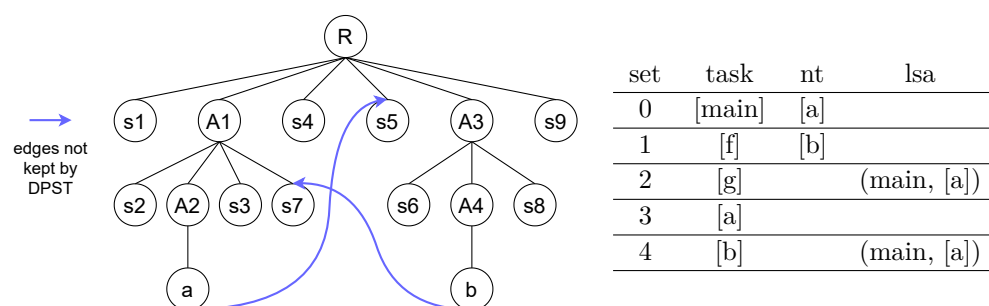 R
s1 A1 s4 s5 A3 s9
edges not
kept by
DPST
s2 A2 s3 s7 s6 A4 s8
a b
set task nt lsa
0 [main] [a]
1 [f] [b]
2 [g] (main, [a])
3 [a]
4 [b] (main, [a])